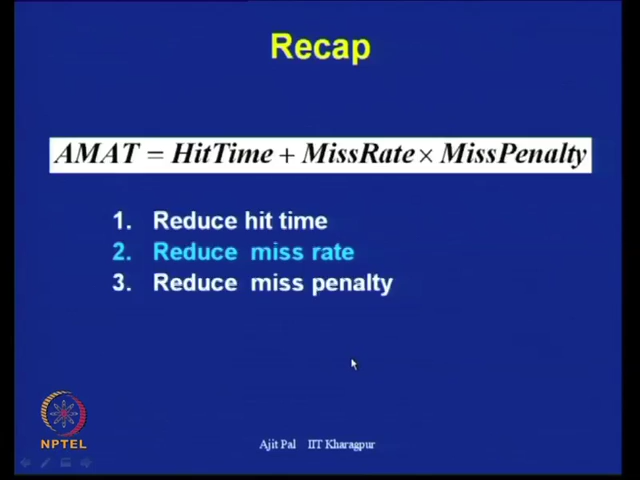 Recap
AMAT = HitTime + MissRate × MissPenalty
1. Reduce hit time
2. Reduce miss rate
3. Reduce miss penalty
NPTEL
Ajit Pal IIT Kharagpur